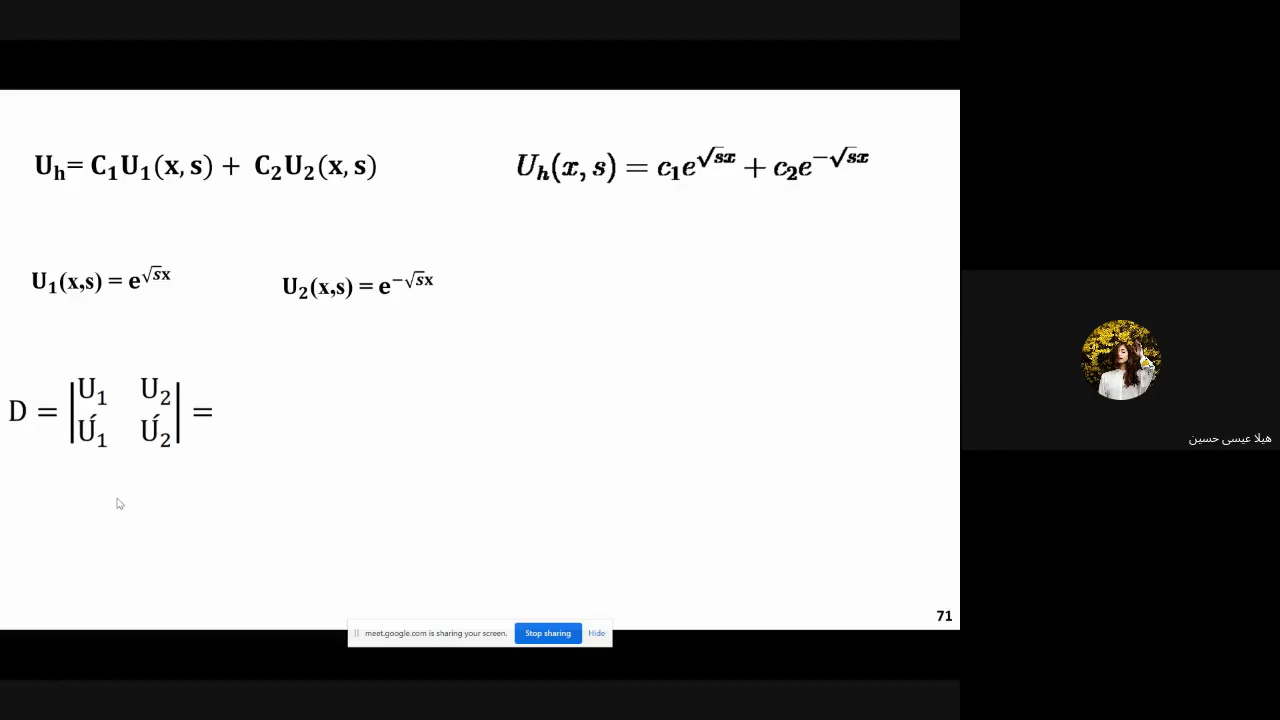 U_h= C_1U_1(x, s) + C_2U_2(x, s)
U_h(x, s) = c_1e^{√sx} + c_2e^{−√sx}
U_1(x,s) = e^{√sx}
U_2(x,s) = e^{−√sx}
D = |U_1 U_2
Ú_1 Ú_2| =
هيلا عيسى حسين
71
meet.google.com is sharing your screen. Stop sharing Hide